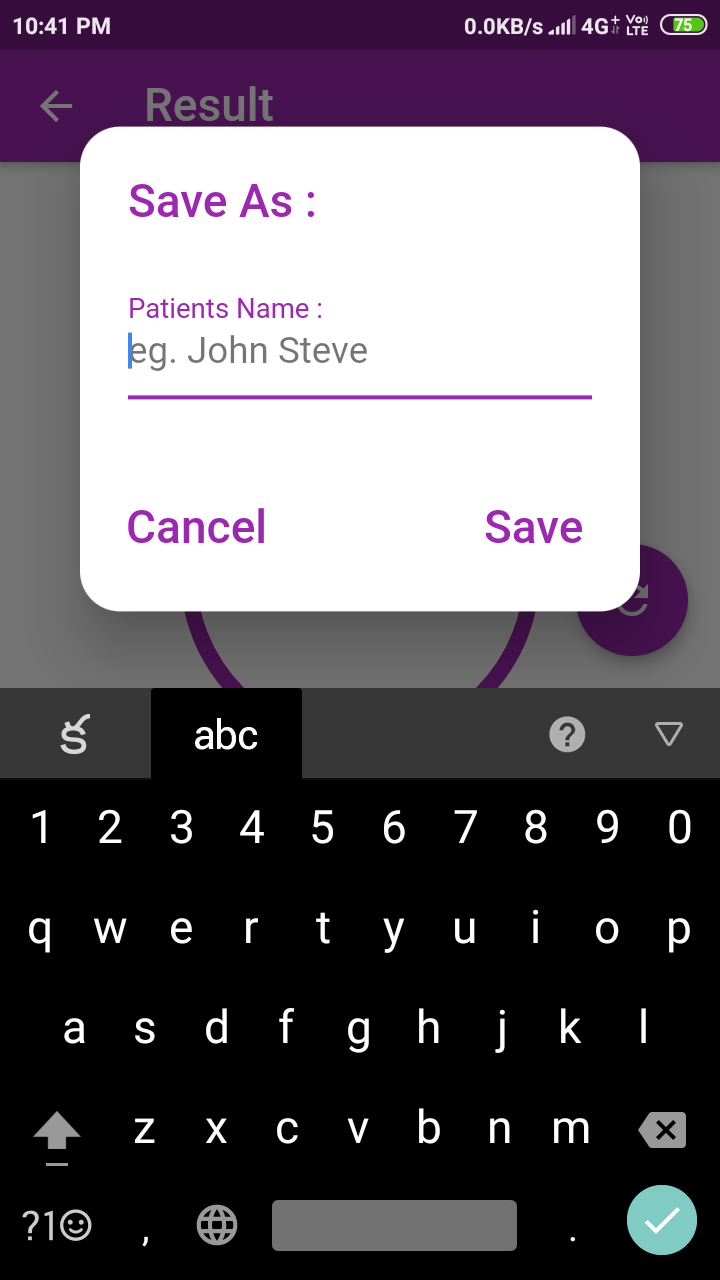 10:41 PM 0.0KB/s 4G+ Vo) LTE 75
Result
Save As :
Patients Name :
eg. John Steve
Cancel Save
క abc ?
1 2 3 4 5 6 7 8 9 0
q w e r t y u i o p
a s d f g h j k l
z x c v b n m
?1☺ , .